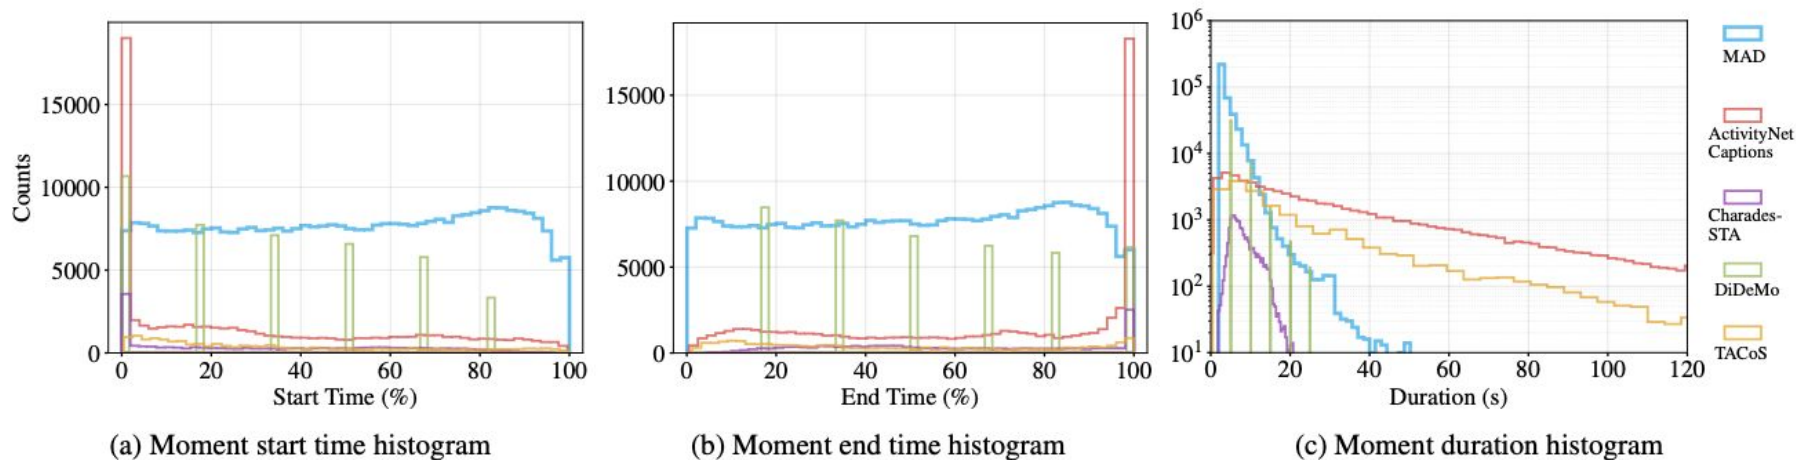 Counts
15000
10000
5000
0
0 20 40 60 80 100
Start Time (%)
(a) Moment start time histogram
15000
10000
5000
0
0 20 40 60 80 100
End Time (%)
(b) Moment end time histogram
10^6
10^5
10^4
10^3
10^2
10^1
0 20 40 60 80 100 120
Duration (s)
(c) Moment duration histogram
MAD
ActivityNet
Captions
Charades-
STA
DiDeMo
TACoS